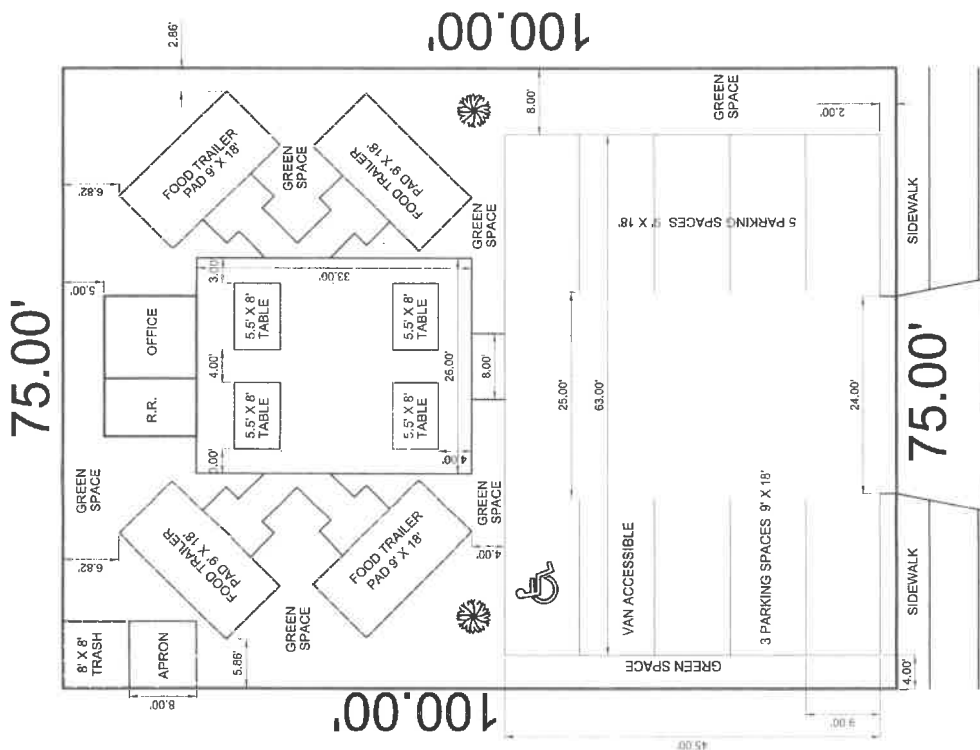 100.00'
2.86'
FOOD TRAILER
PAD 9' X 18'
GREEN
SPACE
FOOD TRAILER
PAD 9' X 18'
8.00'
GREEN
SPACE
2.00'
6.82'
GREEN
SPACE
5 PARKING SPACES 9' X 18'
SIDEWALK
5.00'
3.00'
33.00'
75.00'
OFFICE
5.5' X 8'
TABLE
5.5' X 8'
TABLE
4.00'
26.00'
8.00'
25.00'
63.00'
24.00'
75.00'
R.R.
5.5' X 8'
TABLE
5.5' X 8'
TABLE
GREEN
SPACE
GREEN
SPACE
4.00'
6.82'
FOOD TRAILER
PAD 9' X 18'
FOOD TRAILER
PAD 9' X 18'
VAN ACCESSIBLE
3 PARKING SPACES 9' X 18'
SIDEWALK
8' X 8'
TRASH
APRON
5.86'
GREEN
SPACE
GREEN SPACE
4.00'
8.00'
100.00'
9.00'
45.00'